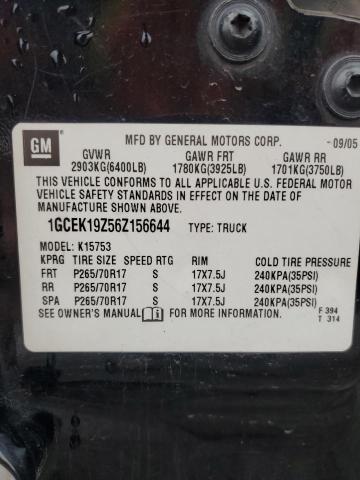 GM
MFD BY GENERAL MOTORS CORP. 09/05
GVWR GAWR FRT GAWR RR
2903KG(6400LB) 1780KG(3925LB) 1701KG(3750LB)
THIS VEHICLE CONFORMS TO ALL APPLICABLE U.S. FEDERAL MOTOR
VEHICLE SAFETY STANDARDS IN EFFECT ON THE DATE OF
MANUFACTURE SHOWN ABOVE.
1GCEK19Z56Z156644 TYPE: TRUCK
MODEL: K15753
KPRG TIRE SIZE SPEED RTG RIM COLD TIRE PRESSURE
FRT P265/70R17 S 17X7.5J 240KPA(35PSI)
RR P265/70R17 S 17X7.5J 240KPA(35PSI)
SPA P265/70R17 S 17X7.5J 240KPA(35PSI)
SEE OWNER'S MANUAL FOR MORE INFORMATION. F 394
T 314